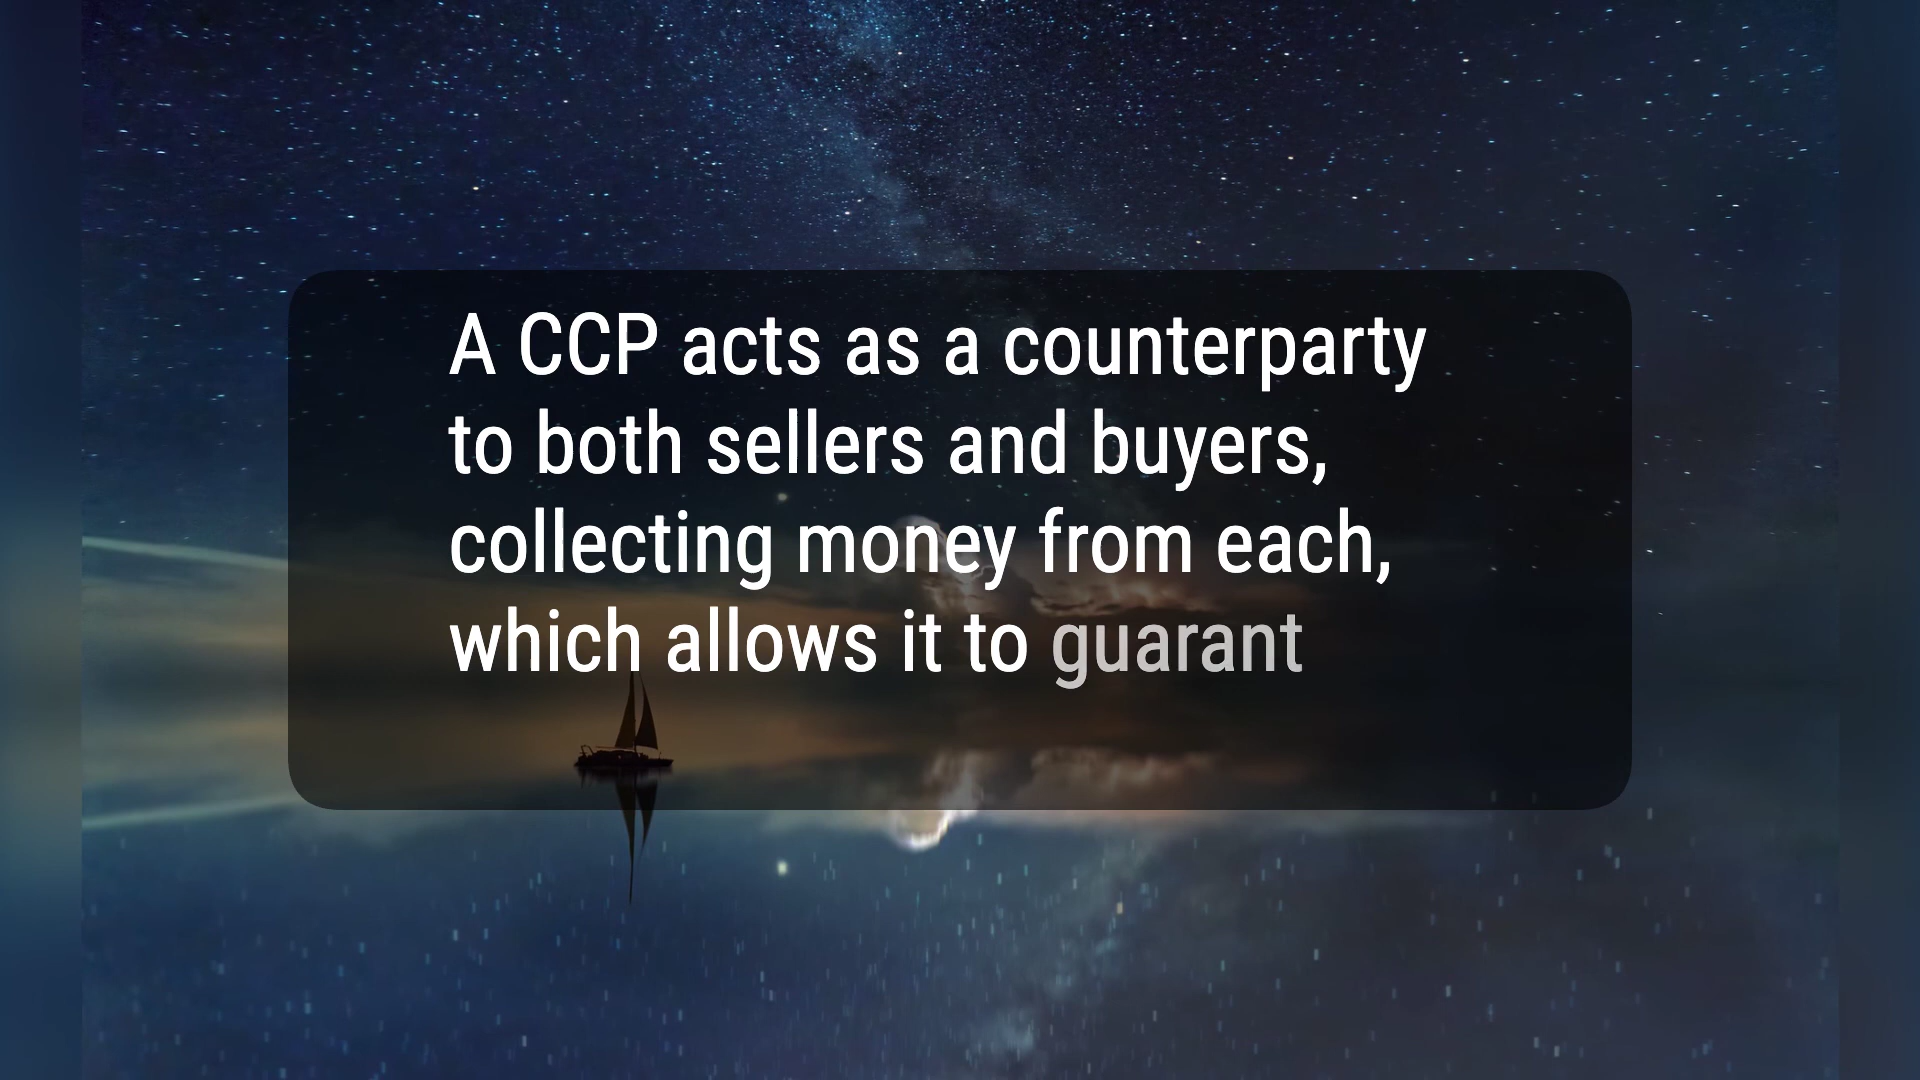 A CCP acts as a counterparty
to both sellers and buyers,
collecting money from each,
which allows it to guarant